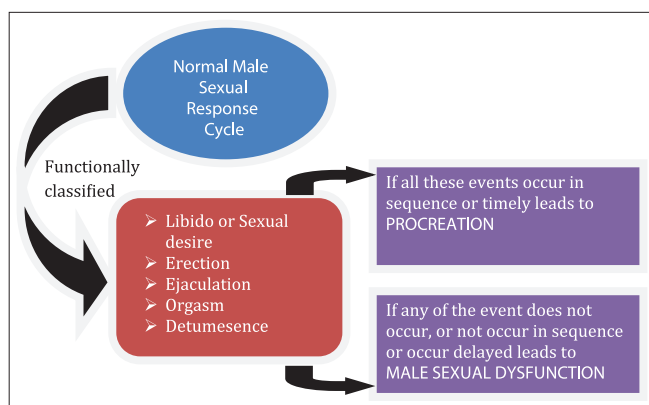 Normal Male
Sexual
Response
Cycle
Functionally
classified
➢ Libido or Sexual
desire
➢ Erection
➢ Ejaculation
➢ Orgasm
➢ Detumesence
If all these events occur in
sequence or timely leads to
PROCREATION
If any of the event does not
occur, or not occur in sequence
or occur delayed leads to
MALE SEXUAL DYSFUNCTION